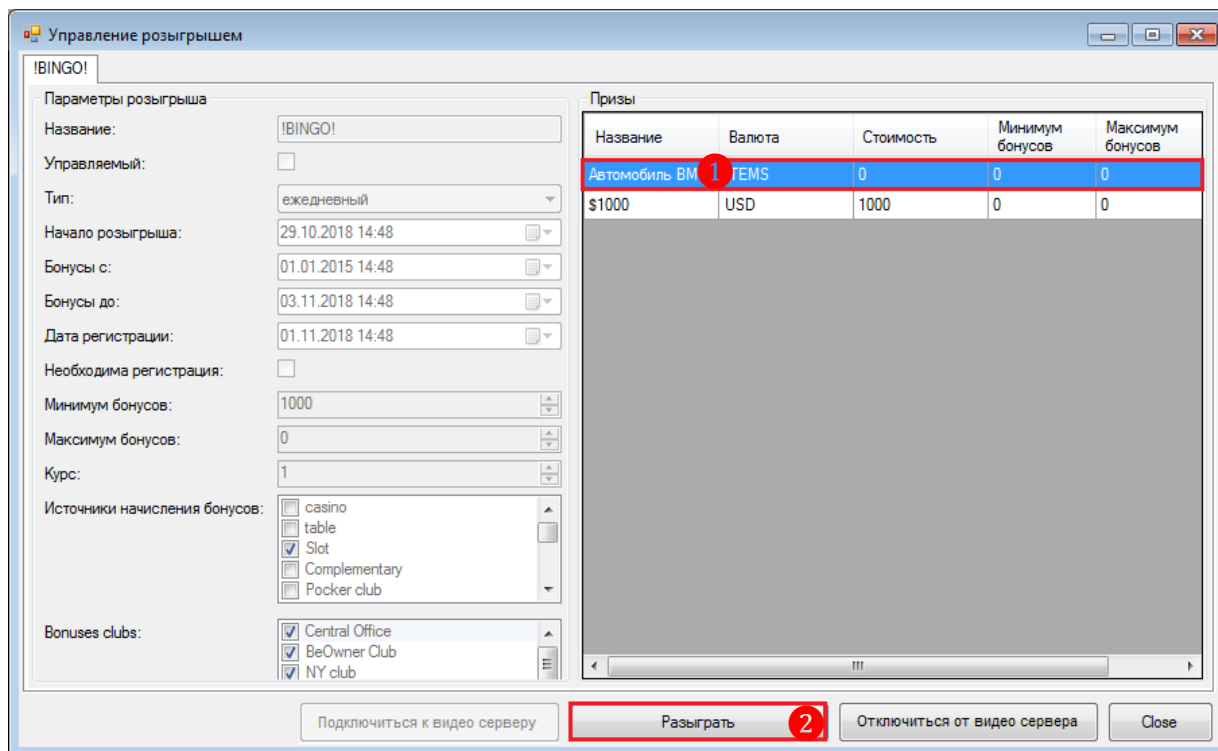 Управление розыгрышем
!BINGO!
Параметры розыгрыша
Название: !BINGO!
Управляемый:
Тип: ежедневный
Начало розыгрыша: 29.10.2018 14:48
Бонусы с: 01.01.2015 14:48
Бонусы до: 03.11.2018 14:48
Дата регистрации: 01.11.2018 14:48
Необходима регистрация:
Минимум бонусов: 1000
Максимум бонусов: 0
Курс: 1
Источники начисления бонусов: casino
table
Slot
Complementary
Pocker club
Bonuses clubs: Central Office
BeOwner Club
NY club
Призы
Название Валюта Стоимость Минимум бонусов Максимум бонусов
Автомобиль 1 0 0 0
$1000 USD 1000 0 0
Подключиться к видео серверу Разыграть 2 Отключиться от видео сервера Close